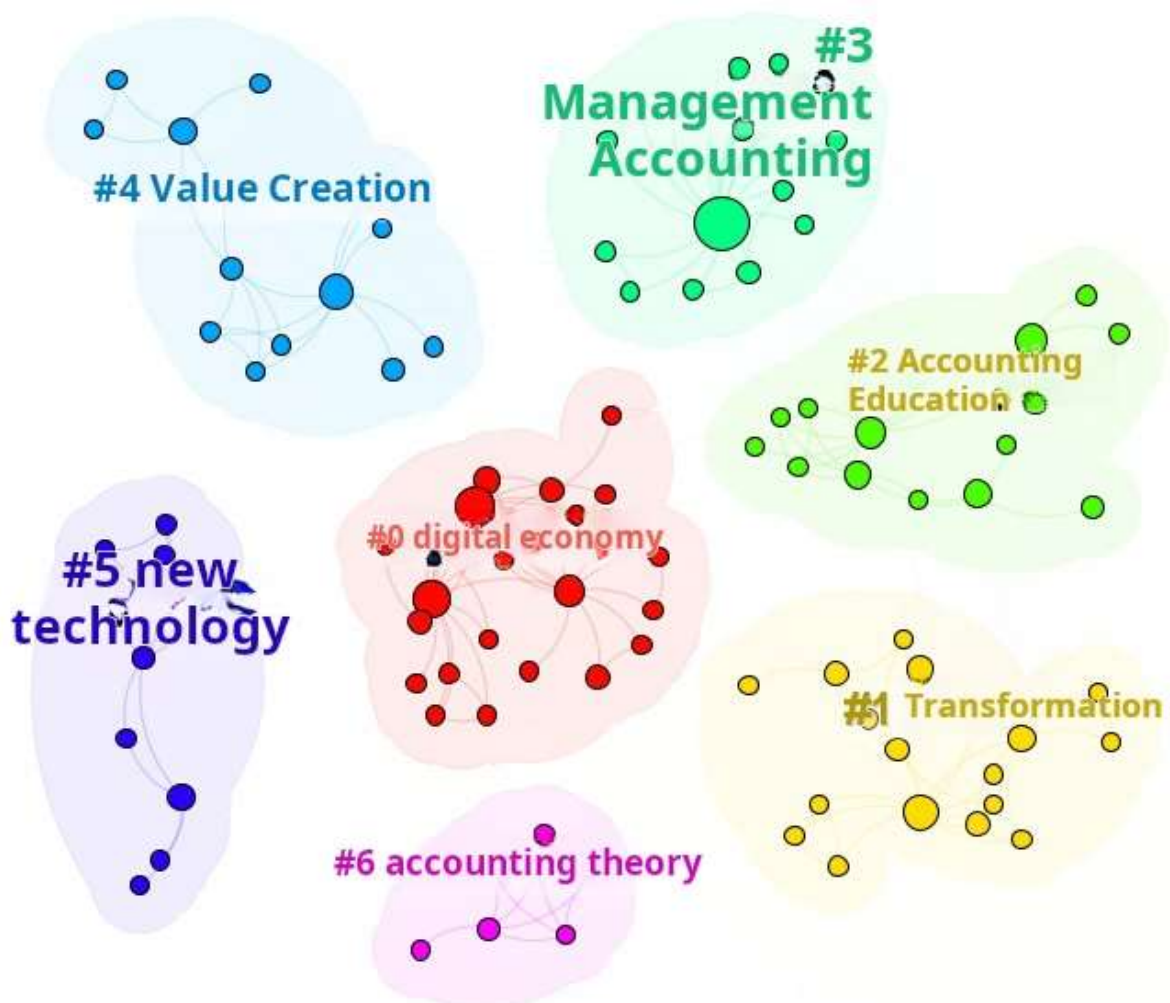 #3
Management
Accounting
#4 Value Creation
#2 Accounting
Education
#0 digital economy
#5 new
technology
#1 Transformation
#6 accounting theory